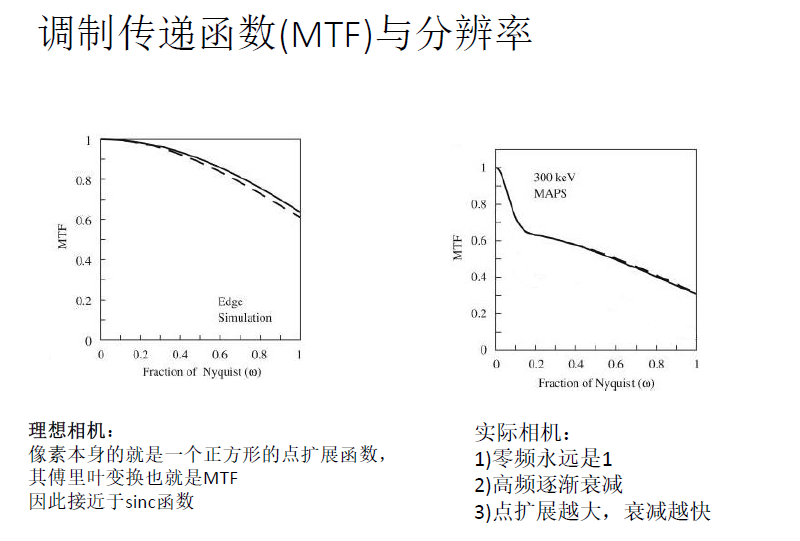 调制传递函数(MTF)与分辨率
1
0.8
0.6
0.4
0.2
0
MTF
Edge
Simulation
0 0.2 0.4 0.6 0.8 1
Fraction of Nyquist (ω)
1
0.8
0.6
0.4
0.2
0
MTF
300 keV
MAPS
0 0.2 0.4 0.6 0.8 1
Fraction of Nyquist (ω)
理想相机：
像素本身的就是一个正方形的点扩展函数，
其傅里叶变换也就是MTF
因此接近于sinc函数
实际相机：
1)零频永远是1
2)高频逐渐衰减
3)点扩展越大，衰减越快